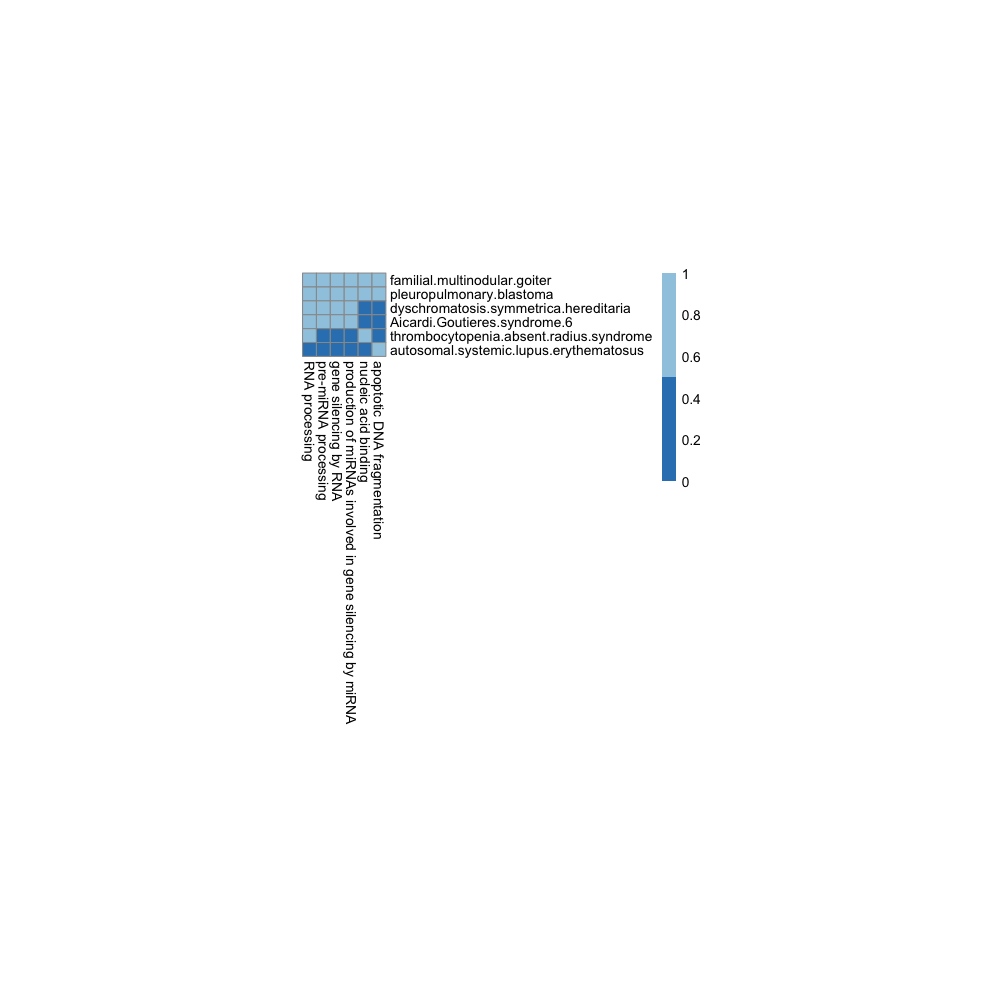 familial.multinodular.goiter
pleuropulmonary.blastoma
dyschromatosis.symmetrica.hereditaria
Aicardi.Goutieres.syndrome.6
thrombocytopenia.absent.radius.syndrome
autosomal.systemic.lupus.erythematosus
RNA processing
pre-miRNA processing
gene silencing by RNA
production of miRNAs involved in gene silencing by miRNA
nucleic acid binding
apoptotic DNA fragmentation
1
0.8
0.6
0.4
0.2
0